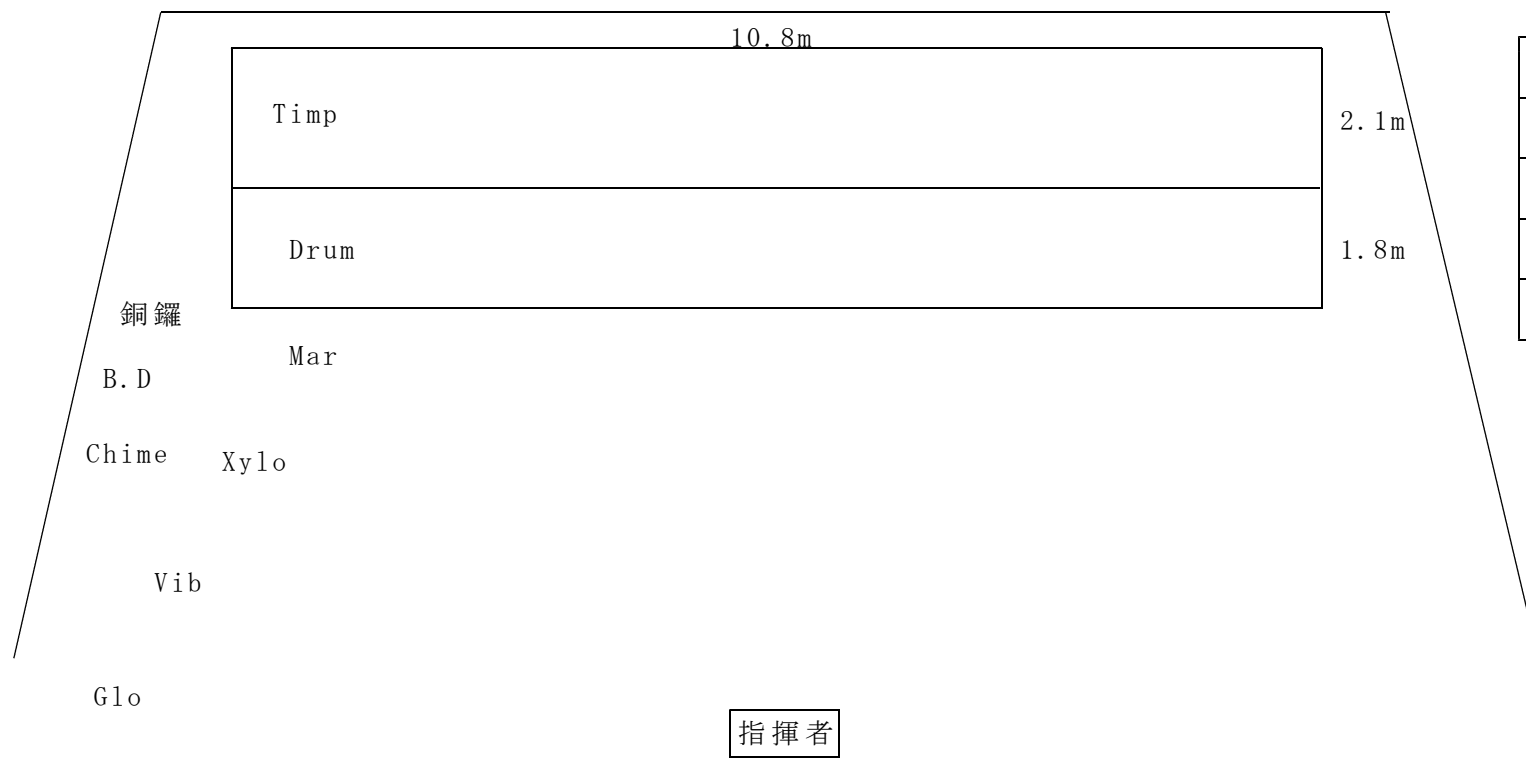 10.8m
Timp
2.1m
Drum
1.8m
銅鑼
Mar
B.D
Chime
Xylo
Vib
Glo
指揮者